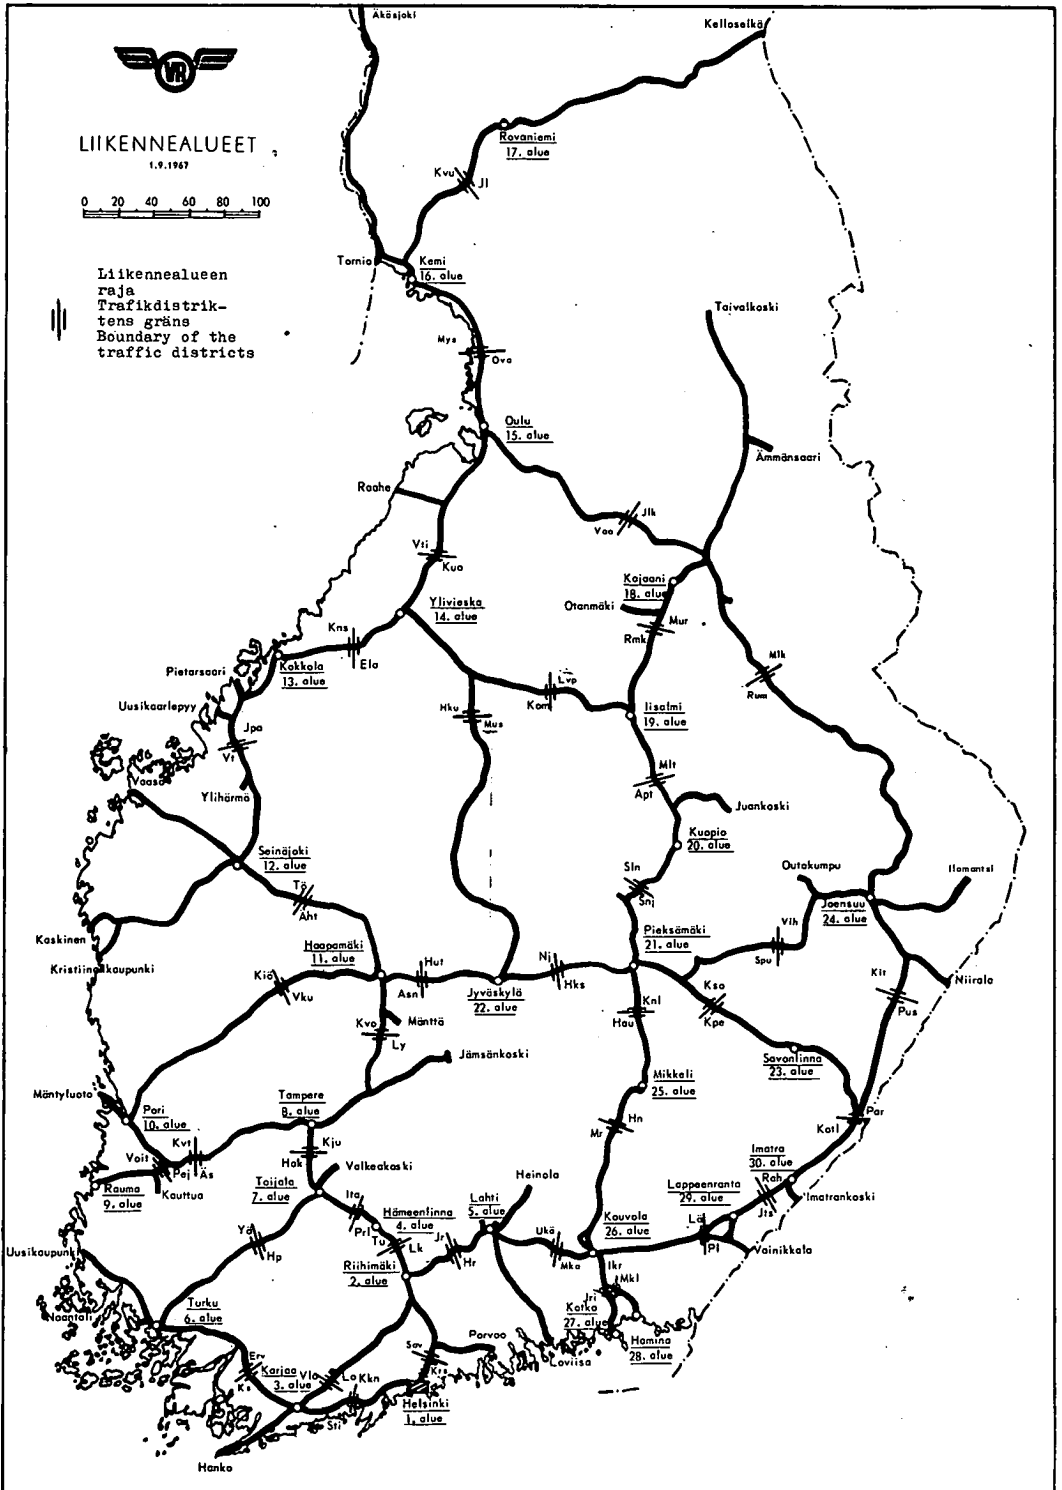 Äkäsjoki
Kelloselkä
VR
LIIKENNEALUEET
1.9.1967
0 20 40 60 80 100
Liikennealueen
raja
Trafikdistrik-
tens gräns
Boundary of the
traffic districts
Rovaniemi
17. alue
Kvu
Jl
Tornio
Kemi
16. alue
Taivalkoski
Mys
Ova
Oulu
15. alue
Ämmänsaari
Raahe
Jlk
Vaa
Vti
Kua
Kajaani
18. alue
Otanmäki
Ylivieska
14. alue
Mur
Rmk
Kns
Ela
Pietarsaari
Kokkola
13. alue
Mlk
Rum
Uusikaarlepyy
Lvp
Kom
Hku
Mus
Iisalmi
19. alue
Jpa
Vt
Vaasa
Ylihärmä
Mlt
Apt
Juankoski
Kuopio
20. alue
Seinäjoki
12. alue
Sln
Snj
Outokumpu
Ilomantsi
Tö
Äht
Joensuu
24. alue
Kaskinen
Kristiinankaupunki
Pieksämäki
21. alue
Vih
Spu
Haapamäki
11. alue
Hut
Asn
Nj
Hks
Kiö
Vku
Jyväskylä
22. alue
Kso
Kpe
Kit
Pus
Niirala
Kvo
Ly
Mänttä
Knl
Hau
Jämsänkoski
Savonlinna
23. alue
Mäntyluoto
Mikkeli
25. alue
Tampere
8. alue
Pori
10. alue
Par
Kotl
Hn
Mr
Kvt
Äs
Voit
Pej
Kju
Hak
Imatra
30. alue
Rah
Valkeakoski
Kauttua
Rauma
9. alue
Toijala
7. alue
Heinola
Lappeenranta
29. alue
Imatrankoski
Jts
Ita
Prl
Hämeenlinna
4. alue
Lahti
5. alue
Kouvola
26. alue
Lä
Pl
Yö
Hp
Tu
Lk
Jr
Hr
Ukä
Mka
Vainikkala
Uusikaupunki
Riihimäki
2. alue
Ikr
Mkl
Jri
Naantali
Turku
6. alue
Kotka
27. alue
Porvoo
Loviisa
Hamina
28. alue
Erv
Ks
Karjaa
3. alue
Vlo
Lo
Kkn
Sti
Sav
Krs
Helsinki
1. alue
Hanko